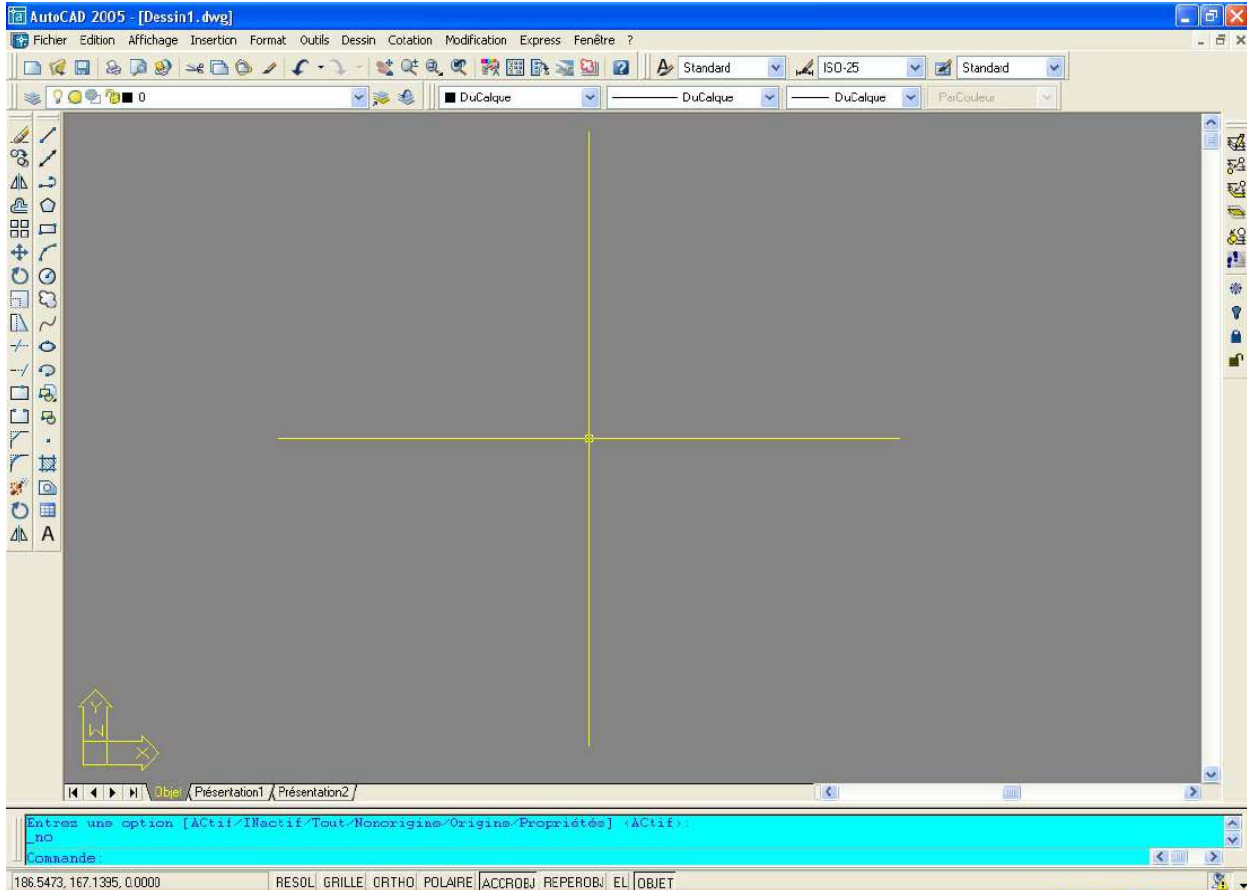 AutoCAD 2005 - [Dessin1.dwg]
Fichier Edition Affichage Insertion Format Outils Dessin Cotation Modification Express Fenêtre ?
Standard ISO-25 Standard
0 DuCalque DuCalque DuCalque ParCouleur
A
Y
W
X
Objet Présentation1 Présentation2
Entrez une option [ACtif/INactif/Tout/Nonorigine/Origine/Propriétés] <ACtif>:
_no
Commande:
186.5473, 167.1395, 0.0000 RESOL GRILLE ORTHO POLAIRE ACCROBJ REPEROBJ EL OBJET